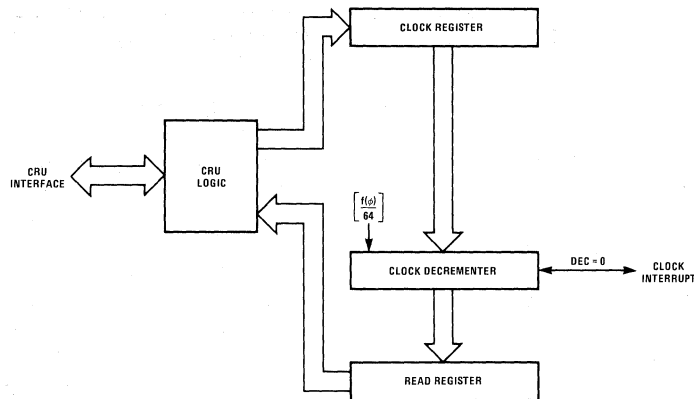 CLOCK REGISTER
CRU
INTERFACE
CRU
LOGIC
[f(φ)
64]
CLOCK DECREMENTER
DEC = 0
CLOCK
INTERRUPT
READ REGISTER